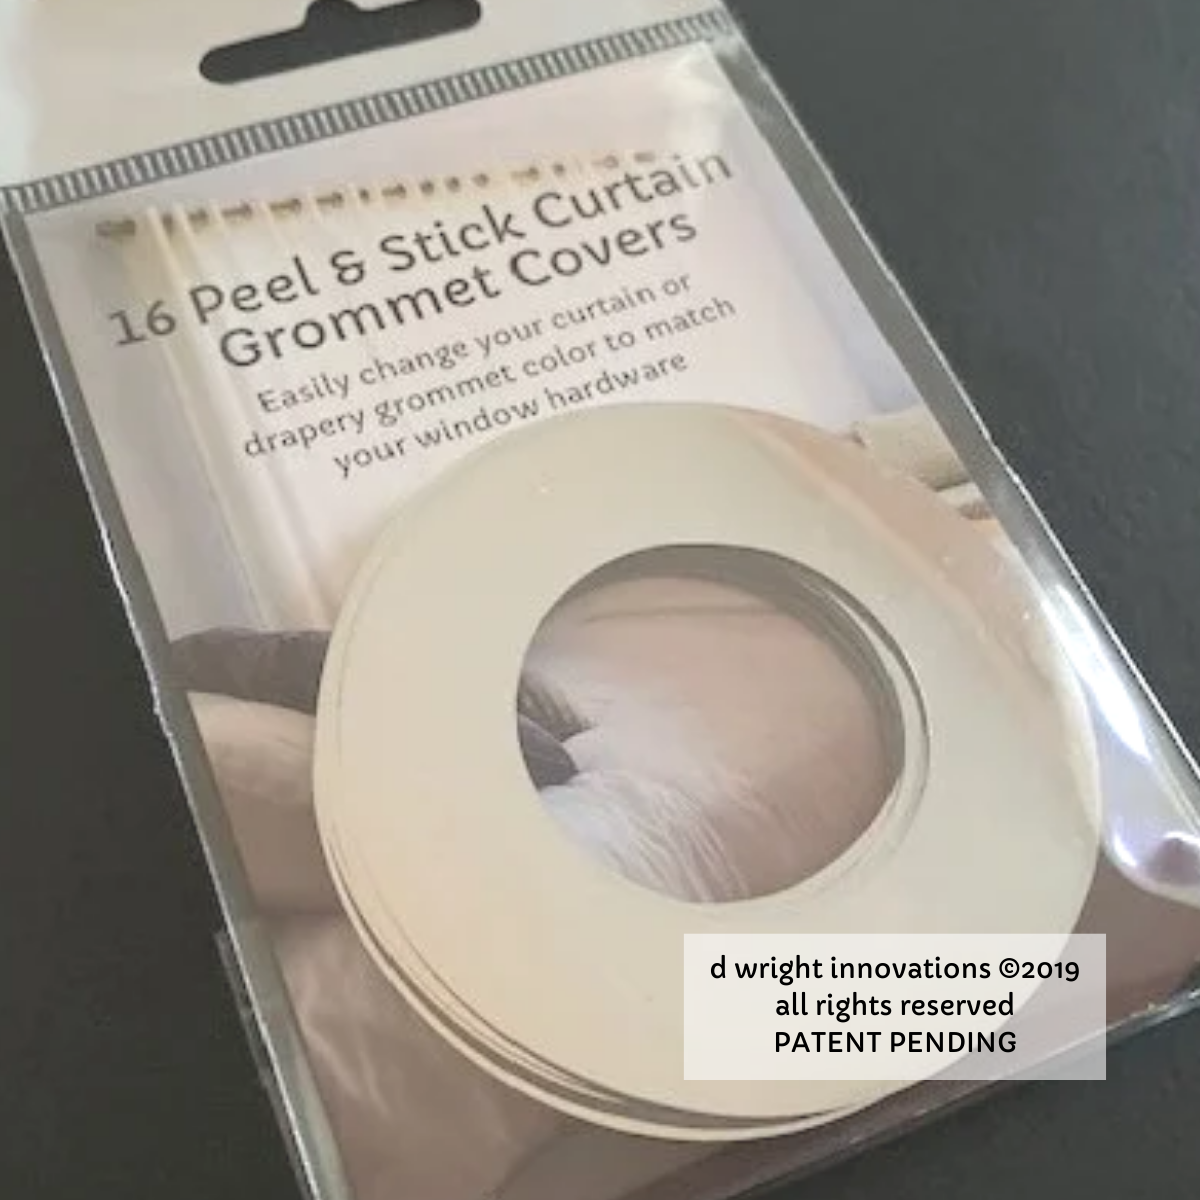 16 Peel & Stick Curtain
Grommet Covers
Easily change your curtain or
drapery grommet color to match
your window hardware
d wright innovations ©2019
all rights reserved
PATENT PENDING